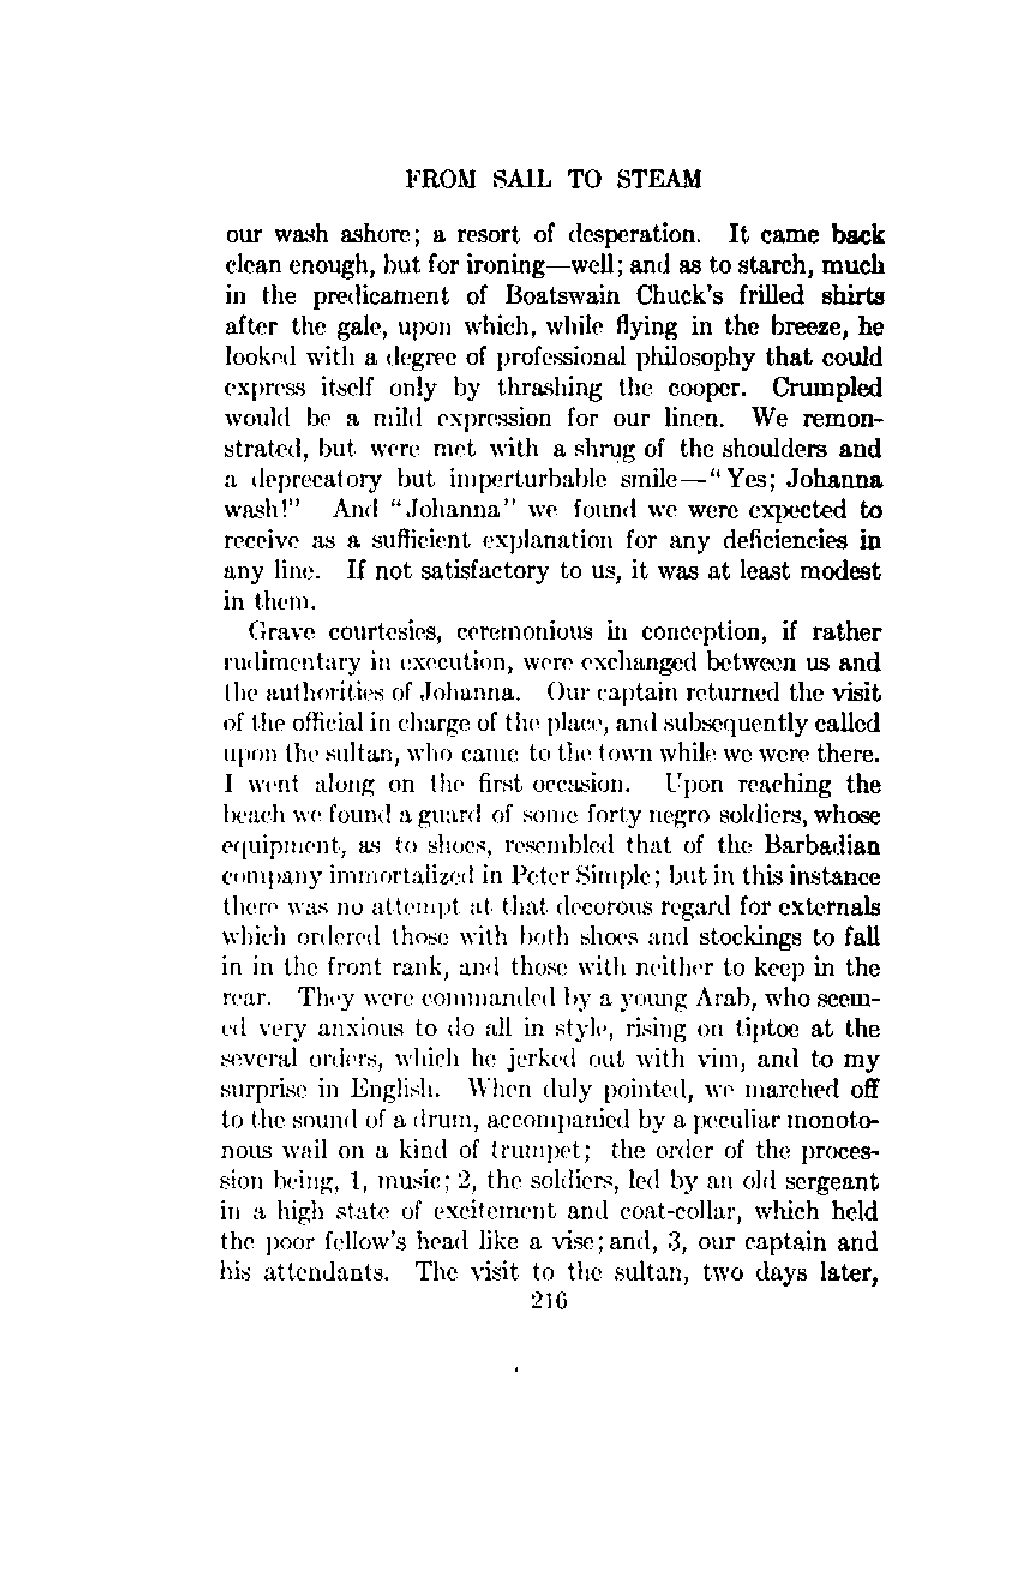 FROM SAIL TO STEAM
our wash ashore; a resort of desperation. It came back
clean enough, but for ironing—well; and as to starch, much
in the predicament of Boatswain Chuck's frilled shirts
after the gale, upon which, while flying in the breeze, he
looked with a degree of professional philosophy that could
express itself only by thrashing the cooper. Crumpled
would be a mild expression for our linen. We remon-
strated, but were met with a shrug of the shoulders and
a deprecatory but imperturbable smile—"Yes; Johanna
wash!" And "Johanna" we found we were expected to
receive as a sufficient explanation for any deficiencies in
any line. If not satisfactory to us, it was at least modest
in them.
Grave courtesies, ceremonious in conception, if rather
rudimentary in execution, were exchanged between us and
the authorities of Johanna. Our captain returned the visit
of the official in charge of the place, and subsequently called
upon the sultan, who came to the town while we were there.
I went along on the first occasion. Upon reaching the
beach we found a guard of some forty negro soldiers, whose
equipment, as to shoes, resembled that of the Barbadian
company immortalized in Peter Simple; but in this instance
there was no attempt at that decorous regard for externals
which ordered those with both shoes and stockings to fall
in in the front rank, and those with neither to keep in the
rear. They were commanded by a young Arab, who seem-
ed very anxious to do all in style, rising on tiptoe at the
several orders, which he jerked out with vim, and to my
surprise in English. When duly pointed, we marched off
to the sound of a drum, accompanied by a peculiar monoto-
nous wail on a kind of trumpet; the order of the proces-
sion being, 1, music; 2, the soldiers, led by an old sergeant
in a high state of excitement and coat-collar, which held
the poor fellow's head like a vise; and, 3, our captain and
his attendants. The visit to the sultan, two days later,
216